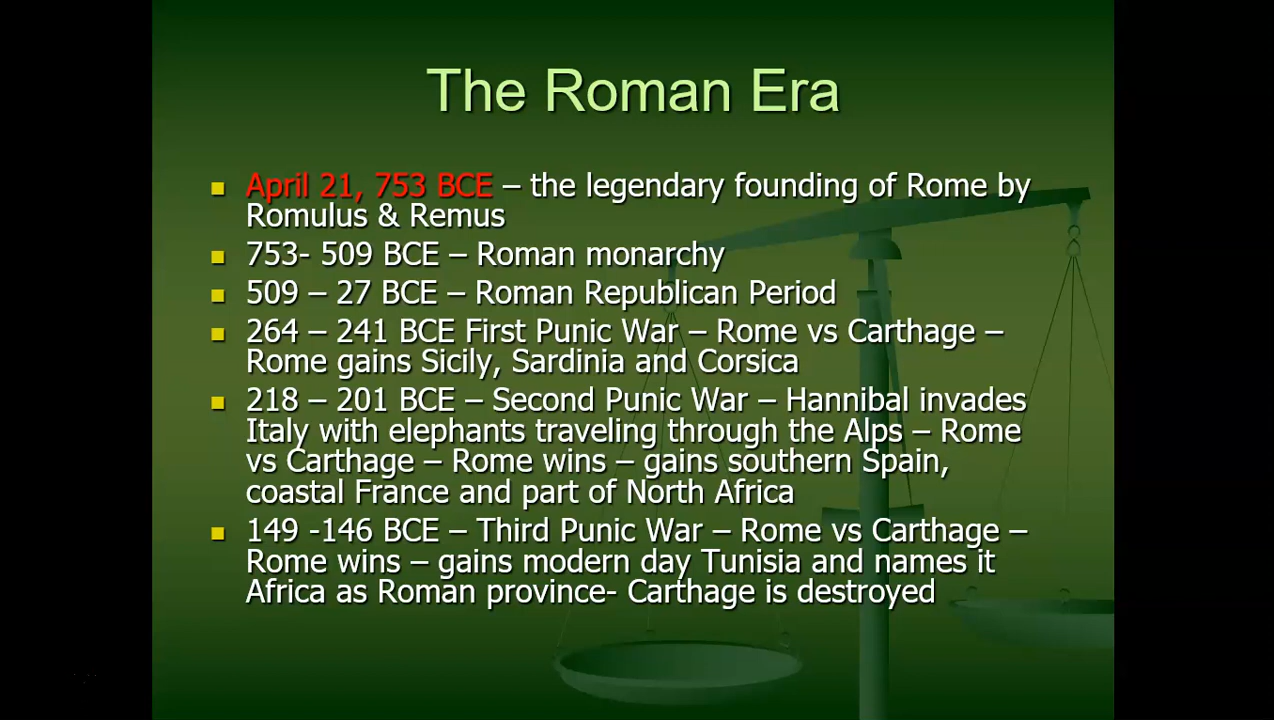 The Roman Era
April 21, 753 BCE – the legendary founding of Rome by
Romulus & Remus
753- 509 BCE – Roman monarchy
509 – 27 BCE – Roman Republican Period
264 – 241 BCE First Punic War – Rome vs Carthage –
Rome gains Sicily, Sardinia and Corsica
218 – 201 BCE – Second Punic War – Hannibal invades
Italy with elephants traveling through the Alps – Rome
vs Carthage – Rome wins – gains southern Spain,
coastal France and part of North Africa
149 -146 BCE – Third Punic War – Rome vs Carthage –
Rome wins – gains modern day Tunisia and names it
Africa as Roman province- Carthage is destroyed